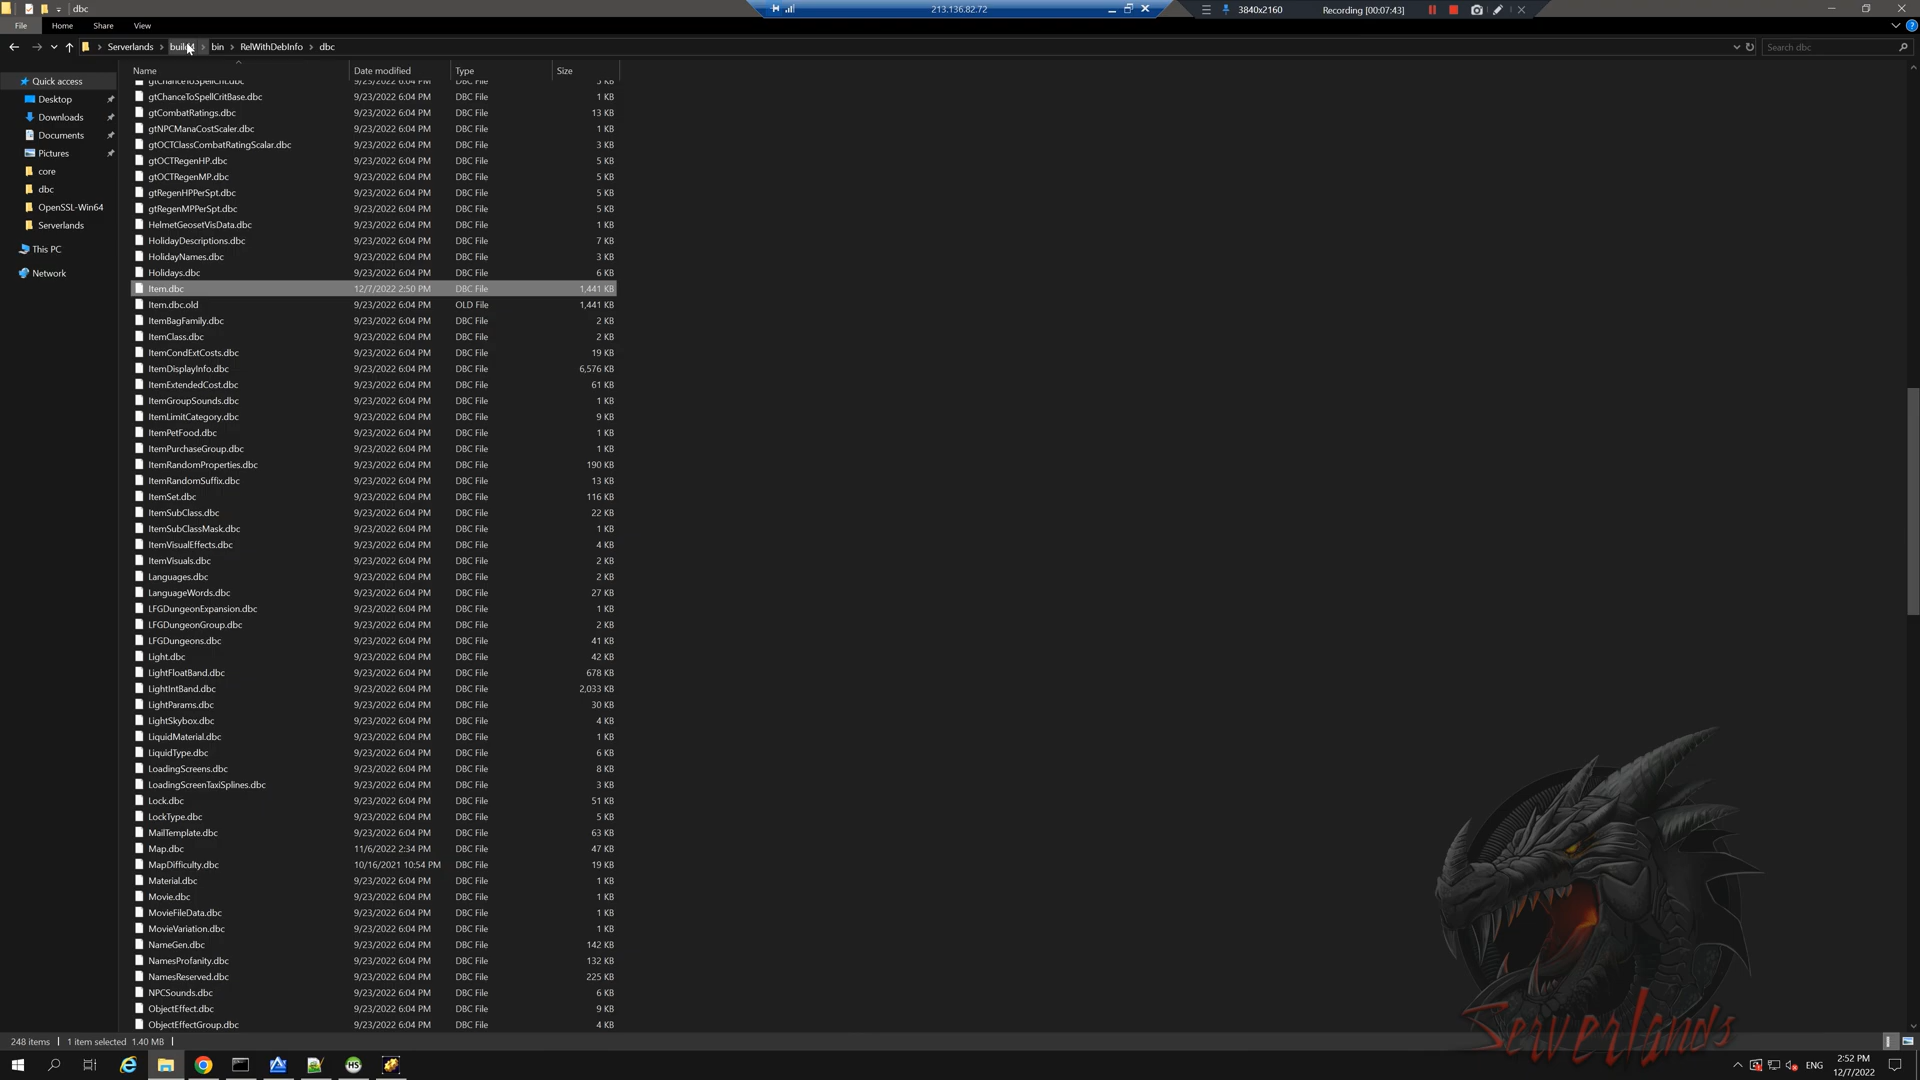 dbc
213.136.82.72
3840x2160
Recording [00:07:43]
File
Home
Share
View
Serverlands
bin
RelWithDebInfo
dbc
Search dbc
Name
Date modified
Type
Size
Quick access
Desktop
Downloads
Documents
Pictures
core
dbc
OpenSSL-Win64
Serverlands
This PC
Network
gtChanceToSpellCrit.dbc 9/23/2022 6:04 PM DBC File 5 KB
gtChanceToSpellCritBase.dbc 9/23/2022 6:04 PM DBC File 1 KB
gtCombatRatings.dbc 9/23/2022 6:04 PM DBC File 13 KB
gtNPCManaCostScaler.dbc 9/23/2022 6:04 PM DBC File 1 KB
gtOCTClassCombatRatingScalar.dbc 9/23/2022 6:04 PM DBC File 3 KB
gtOCTRegenHP.dbc 9/23/2022 6:04 PM DBC File 5 KB
gtOCTRegenMP.dbc 9/23/2022 6:04 PM DBC File 5 KB
gtRegenHPPerSpt.dbc 9/23/2022 6:04 PM DBC File 5 KB
gtRegenMPPerSpt.dbc 9/23/2022 6:04 PM DBC File 5 KB
HelmetGeosetVisData.dbc 9/23/2022 6:04 PM DBC File 1 KB
HolidayDescriptions.dbc 9/23/2022 6:04 PM DBC File 7 KB
HolidayNames.dbc 9/23/2022 6:04 PM DBC File 3 KB
Holidays.dbc 9/23/2022 6:04 PM DBC File 6 KB
Item.dbc 12/7/2022 2:50 PM DBC File 1,441 KB
Item.dbc.old 9/23/2022 6:04 PM OLD File 1,441 KB
ItemBagFamily.dbc 9/23/2022 6:04 PM DBC File 2 KB
ItemClass.dbc 9/23/2022 6:04 PM DBC File 2 KB
ItemCondExtCosts.dbc 9/23/2022 6:04 PM DBC File 19 KB
ItemDisplayInfo.dbc 9/23/2022 6:04 PM DBC File 6,576 KB
ItemExtendedCost.dbc 9/23/2022 6:04 PM DBC File 61 KB
ItemGroupSounds.dbc 9/23/2022 6:04 PM DBC File 1 KB
ItemLimitCategory.dbc 9/23/2022 6:04 PM DBC File 9 KB
ItemPetFood.dbc 9/23/2022 6:04 PM DBC File 1 KB
ItemPurchaseGroup.dbc 9/23/2022 6:04 PM DBC File 1 KB
ItemRandomProperties.dbc 9/23/2022 6:04 PM DBC File 190 KB
ItemRandomSuffix.dbc 9/23/2022 6:04 PM DBC File 13 KB
ItemSet.dbc 9/23/2022 6:04 PM DBC File 116 KB
ItemSubClass.dbc 9/23/2022 6:04 PM DBC File 22 KB
ItemSubClassMask.dbc 9/23/2022 6:04 PM DBC File 1 KB
ItemVisualEffects.dbc 9/23/2022 6:04 PM DBC File 4 KB
ItemVisuals.dbc 9/23/2022 6:04 PM DBC File 2 KB
Languages.dbc 9/23/2022 6:04 PM DBC File 2 KB
LanguageWords.dbc 9/23/2022 6:04 PM DBC File 27 KB
LFGDungeonExpansion.dbc 9/23/2022 6:04 PM DBC File 1 KB
LFGDungeonGroup.dbc 9/23/2022 6:04 PM DBC File 2 KB
LFGDungeons.dbc 9/23/2022 6:04 PM DBC File 41 KB
Light.dbc 9/23/2022 6:04 PM DBC File 42 KB
LightFloatBand.dbc 9/23/2022 6:04 PM DBC File 678 KB
LightIntBand.dbc 9/23/2022 6:04 PM DBC File 2,033 KB
LightParams.dbc 9/23/2022 6:04 PM DBC File 30 KB
LightSkybox.dbc 9/23/2022 6:04 PM DBC File 4 KB
LiquidMaterial.dbc 9/23/2022 6:04 PM DBC File 1 KB
LiquidType.dbc 9/23/2022 6:04 PM DBC File 6 KB
LoadingScreens.dbc 9/23/2022 6:04 PM DBC File 8 KB
LoadingScreenTaxiSplines.dbc 9/23/2022 6:04 PM DBC File 3 KB
Lock.dbc 9/23/2022 6:04 PM DBC File 51 KB
LockType.dbc 9/23/2022 6:04 PM DBC File 5 KB
MailTemplate.dbc 9/23/2022 6:04 PM DBC File 63 KB
Map.dbc 11/6/2022 2:34 PM DBC File 47 KB
MapDifficulty.dbc 10/16/2021 10:54 PM DBC File 19 KB
Material.dbc 9/23/2022 6:04 PM DBC File 1 KB
Movie.dbc 9/23/2022 6:04 PM DBC File 1 KB
MovieFileData.dbc 9/23/2022 6:04 PM DBC File 1 KB
MovieVariation.dbc 9/23/2022 6:04 PM DBC File 1 KB
NameGen.dbc 9/23/2022 6:04 PM DBC File 142 KB
NamesProfanity.dbc 9/23/2022 6:04 PM DBC File 132 KB
NamesReserved.dbc 9/23/2022 6:04 PM DBC File 225 KB
NPCSounds.dbc 9/23/2022 6:04 PM DBC File 6 KB
ObjectEffect.dbc 9/23/2022 6:04 PM DBC File 9 KB
ObjectEffectGroup.dbc 9/23/2022 6:04 PM DBC File 4 KB
Serverlands
248 items
1 item selected 1.40 MB
HS
ENG
2:52 PM
12/7/2022